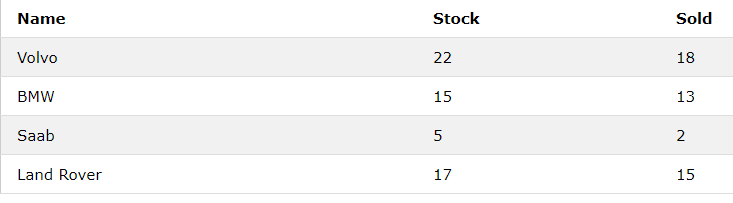 Name Stock Sold
Volvo 22 18
BMW 15 13
Saab 5 2
Land Rover 17 15